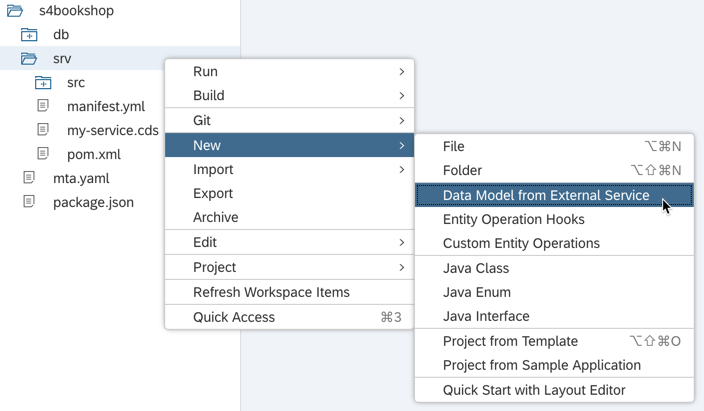 s4bookshop
db
srv
src
manifest.yml
my-service.cds
pom.xml
mta.yaml
package.json
Run
Build
Git
New
Import
Export
Archive
Edit
Project
Refresh Workspace Items
Quick Access ⌘3
File ⌥⌘N
Folder ⌥⇧⌘N
Data Model from External Service
Entity Operation Hooks
Custom Entity Operations
Java Class
Java Enum
Java Interface
Project from Template ⌥⇧⌘O
Project from Sample Application
Quick Start with Layout Editor